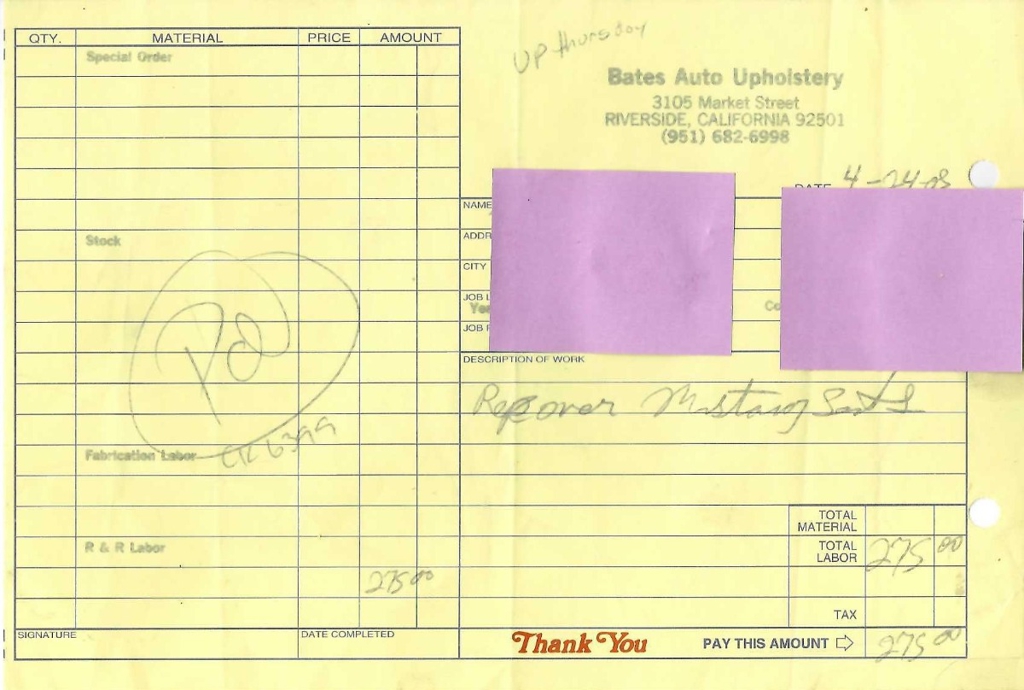 QTY. MATERIAL PRICE AMOUNT
Special Order
Stock
Pd
CK 6399
Fabrication Labor
R & R Labor
275 00
SIGNATURE DATE COMPLETED
UP thursday
Bates Auto Upholstery
3105 Market Street
RIVERSIDE, CALIFORNIA 92501
(951) 682-6998
DATE 4-24-08
NAME
ADDR
CITY
JOB L
Yea
JOB
Co
DESCRIPTION OF WORK
Recover Mustang Seats
TOTAL MATERIAL
TOTAL LABOR 275 00
TAX
Thank You
PAY THIS AMOUNT 275 00